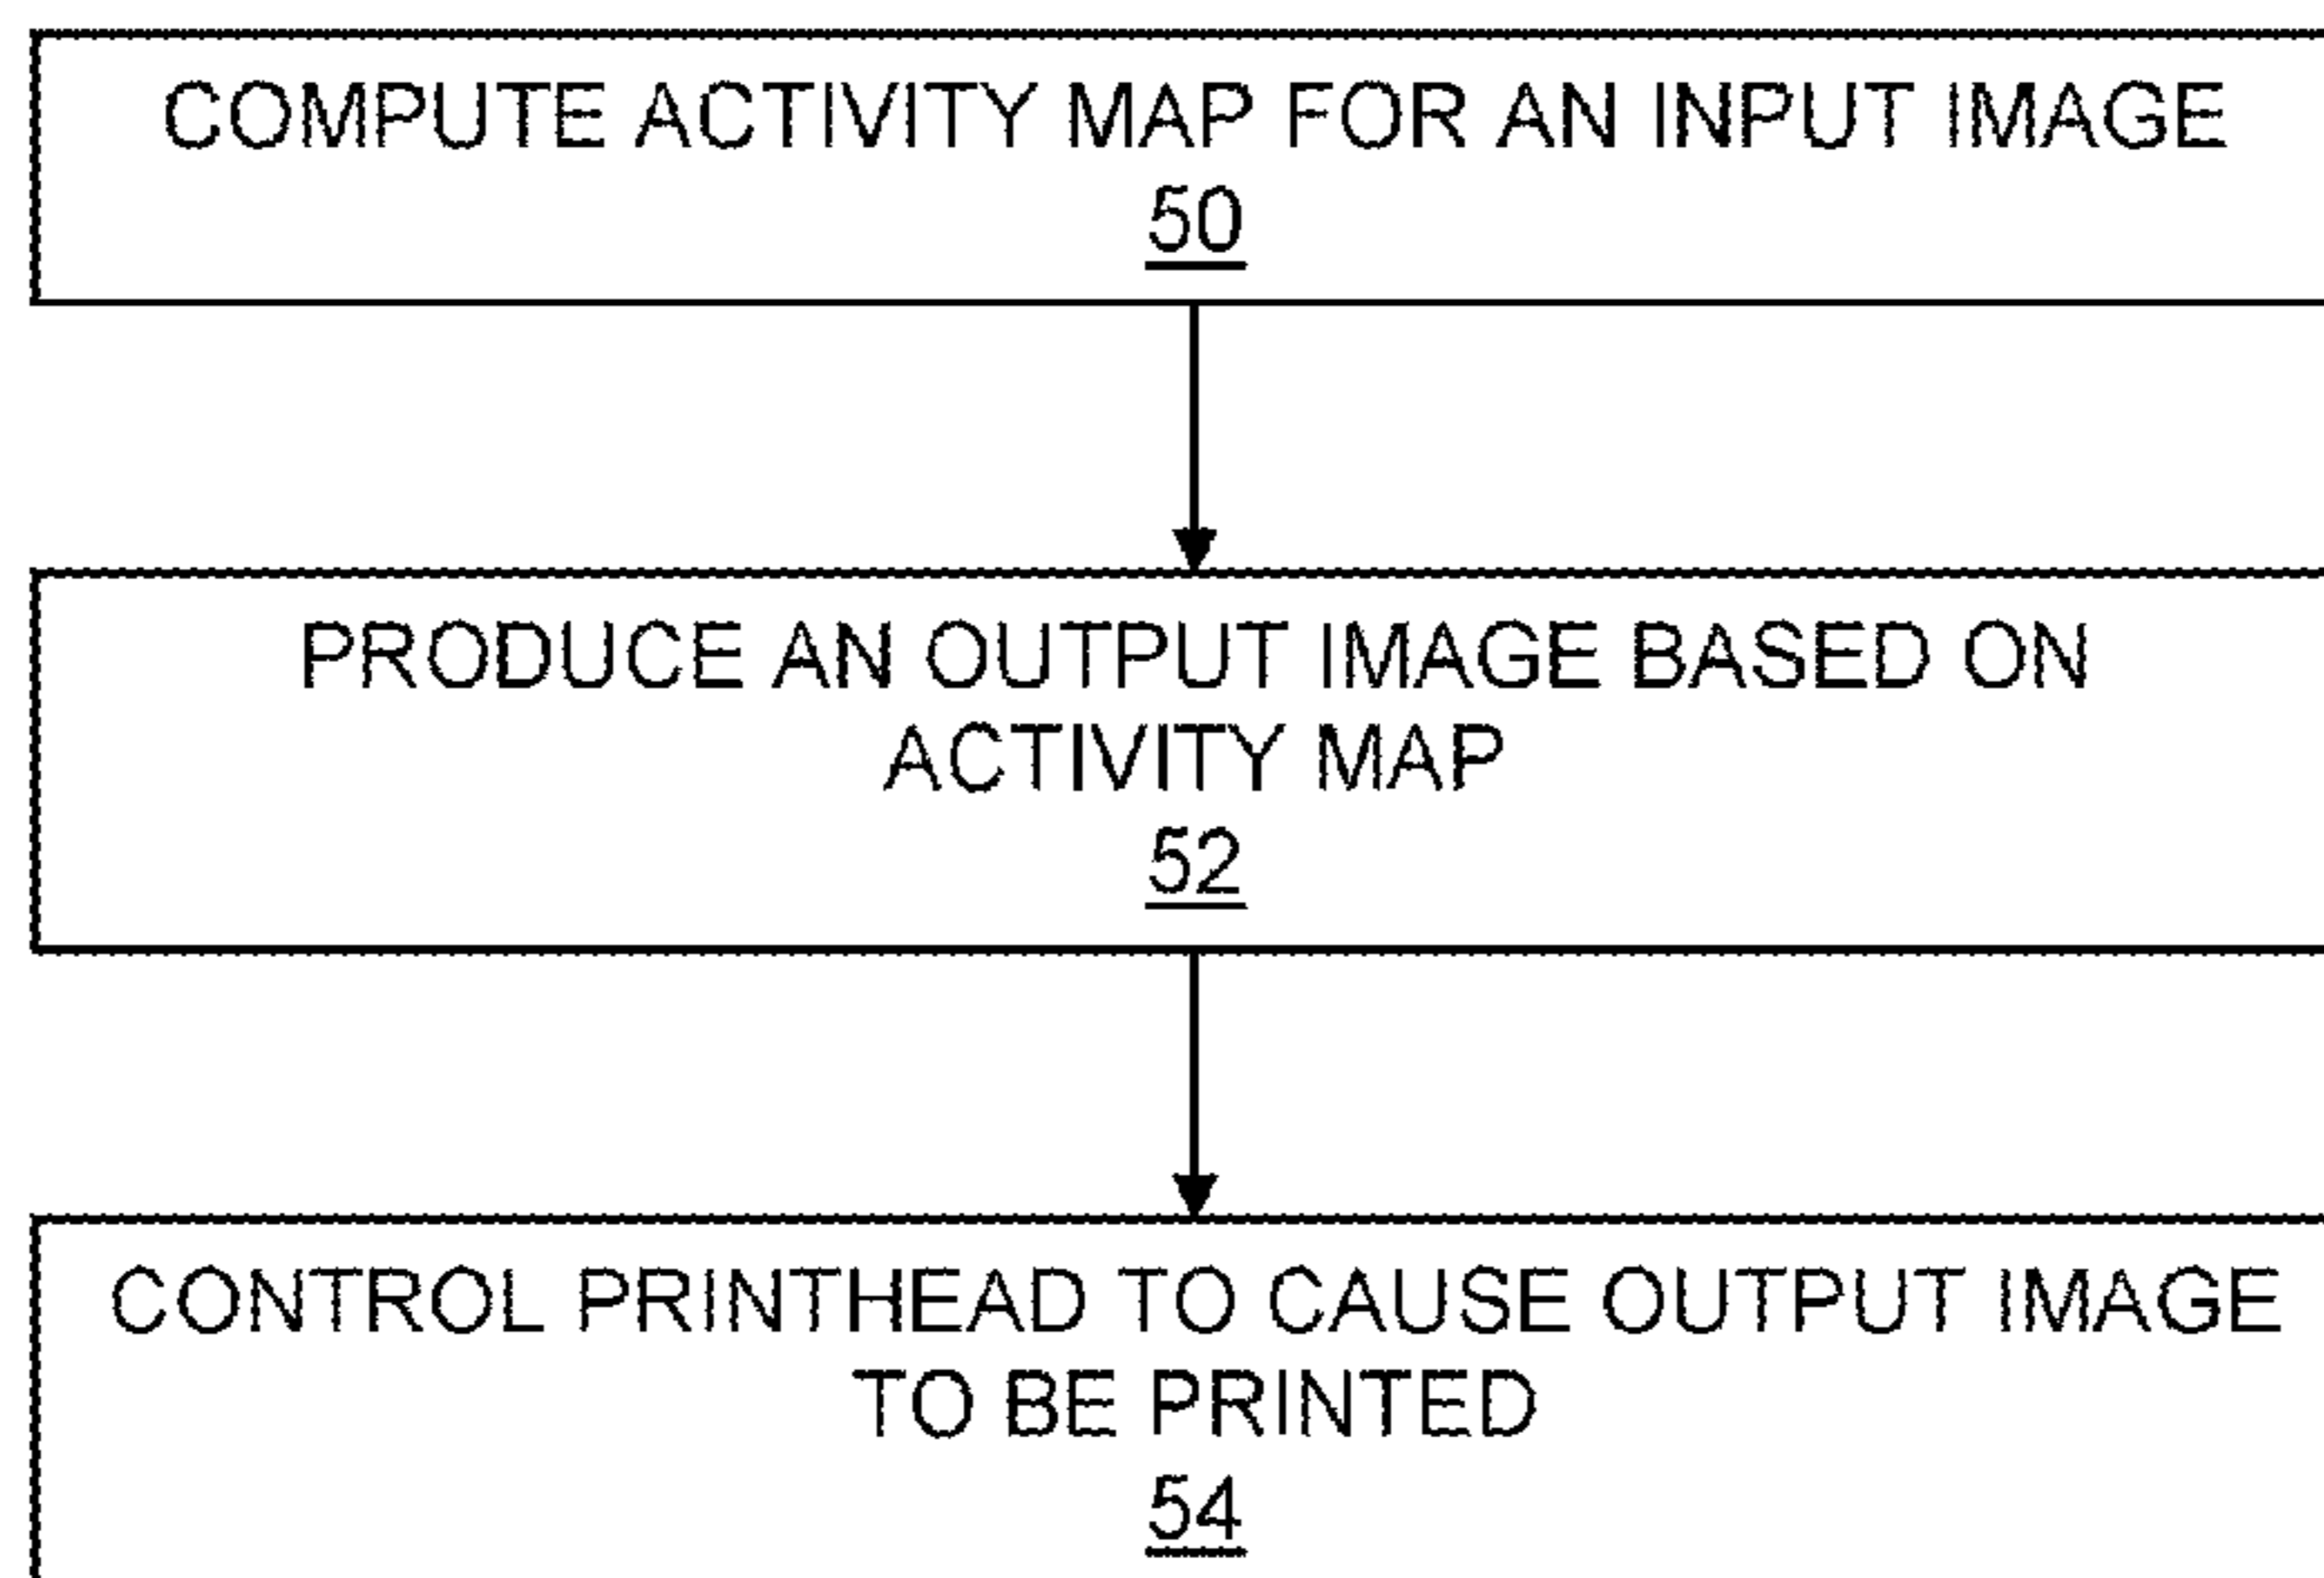 COMPUTE ACTIVITY MAP FOR AN INPUT IMAGE
50
PRODUCE AN OUTPUT IMAGE BASED ON
ACTIVITY MAP
52
CONTROL PRINTHEAD TO CAUSE OUTPUT IMAGE
TO BE PRINTED
54